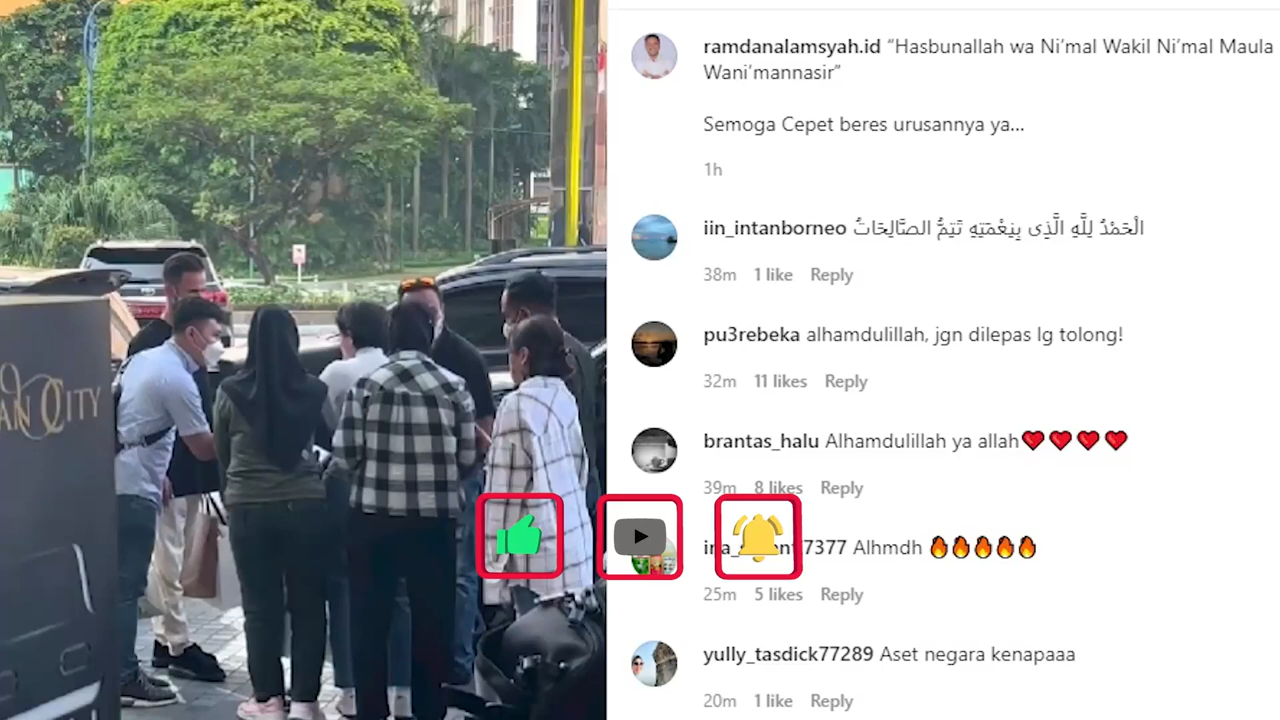 AN CITY
ramdanalamsyah.id “Hasbunallah wa Ni’mal Wakil Ni’mal Maula
Wani’mannasir”
Semoga Cepet beres urusannya ya...
1h
iin_intanborneo الْحَمْدُ لِلَّهِ الَّذِى بِنِعْمَتِهِ تَتِمُّ الصَّالِحَاتُ
38m 1 like Reply
pu3rebeka alhamdulillah, jgn dilepas lg tolong!
32m 11 likes Reply
brantas_halu Alhamdulillah ya allah❤️❤️❤️❤️
39m 8 likes Reply
7377 Alhmdh 🔥🔥🔥🔥🔥
25m 5 likes Reply
yully_tasdick77289 Aset negara kenapaaa
20m 1 like Reply